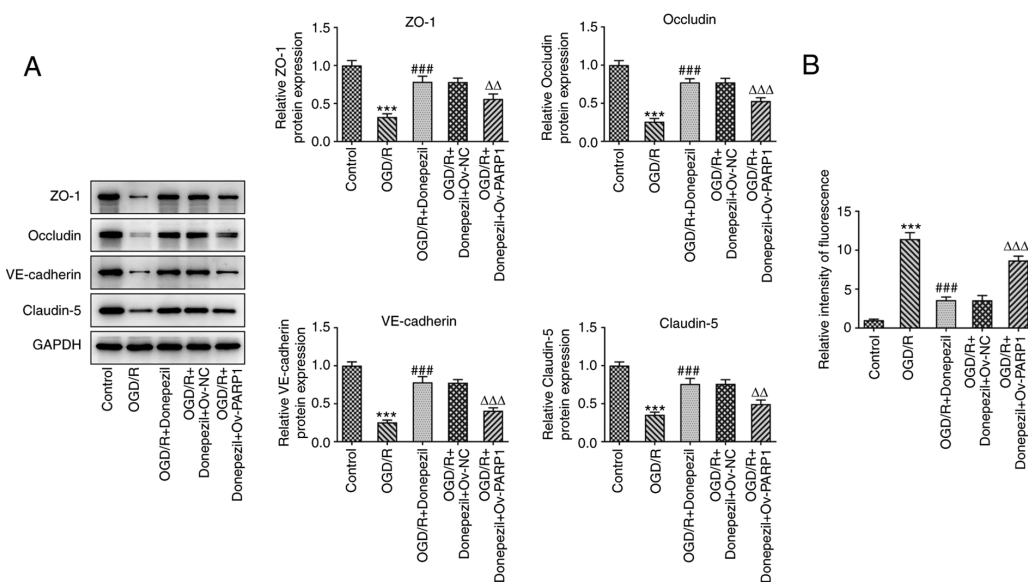 A
ZO-1
Occludin
VE-cadherin
Claudin-5
GAPDH
Control
OGD/R
OGD/R+Donepezil
OGD/R+
Donepezil+Ov-NC
OGD/R+
Donepezil+Ov-PARP1
ZO-1
Relative ZO-1
protein expression
1.5
1.0
0.5
0.0
***
###
ΔΔ
Control
OGD/R
OGD/R+Donepezil
OGD/R+
Donepezil+Ov-NC
OGD/R+
Donepezil+Ov-PARP1
Occludin
Relative Occludin
protein expression
1.5
1.0
0.5
0.0
***
###
ΔΔΔ
Control
OGD/R
OGD/R+Donepezil
OGD/R+
Donepezil+Ov-NC
OGD/R+
Donepezil+Ov-PARP1
VE-cadherin
Relative VE-cadherin
protein expression
1.5
1.0
0.5
0.0
***
###
ΔΔΔ
Control
OGD/R
OGD/R+Donepezil
OGD/R+
Donepezil+Ov-NC
OGD/R+
Donepezil+Ov-PARP1
Claudin-5
Relative Claudin-5
protein expression
1.5
1.0
0.5
0.0
***
###
ΔΔ
Control
OGD/R
OGD/R+Donepezil
OGD/R+
Donepezil+Ov-NC
OGD/R+
Donepezil+Ov-PARP1
B
Relative intensity of fluorescence
15
10
5
0
***
###
ΔΔΔ
Control
OGD/R
OGD/R+Donepezil
OGD/R+
Donepezil+Ov-NC
OGD/R+
Donepezil+Ov-PARP1